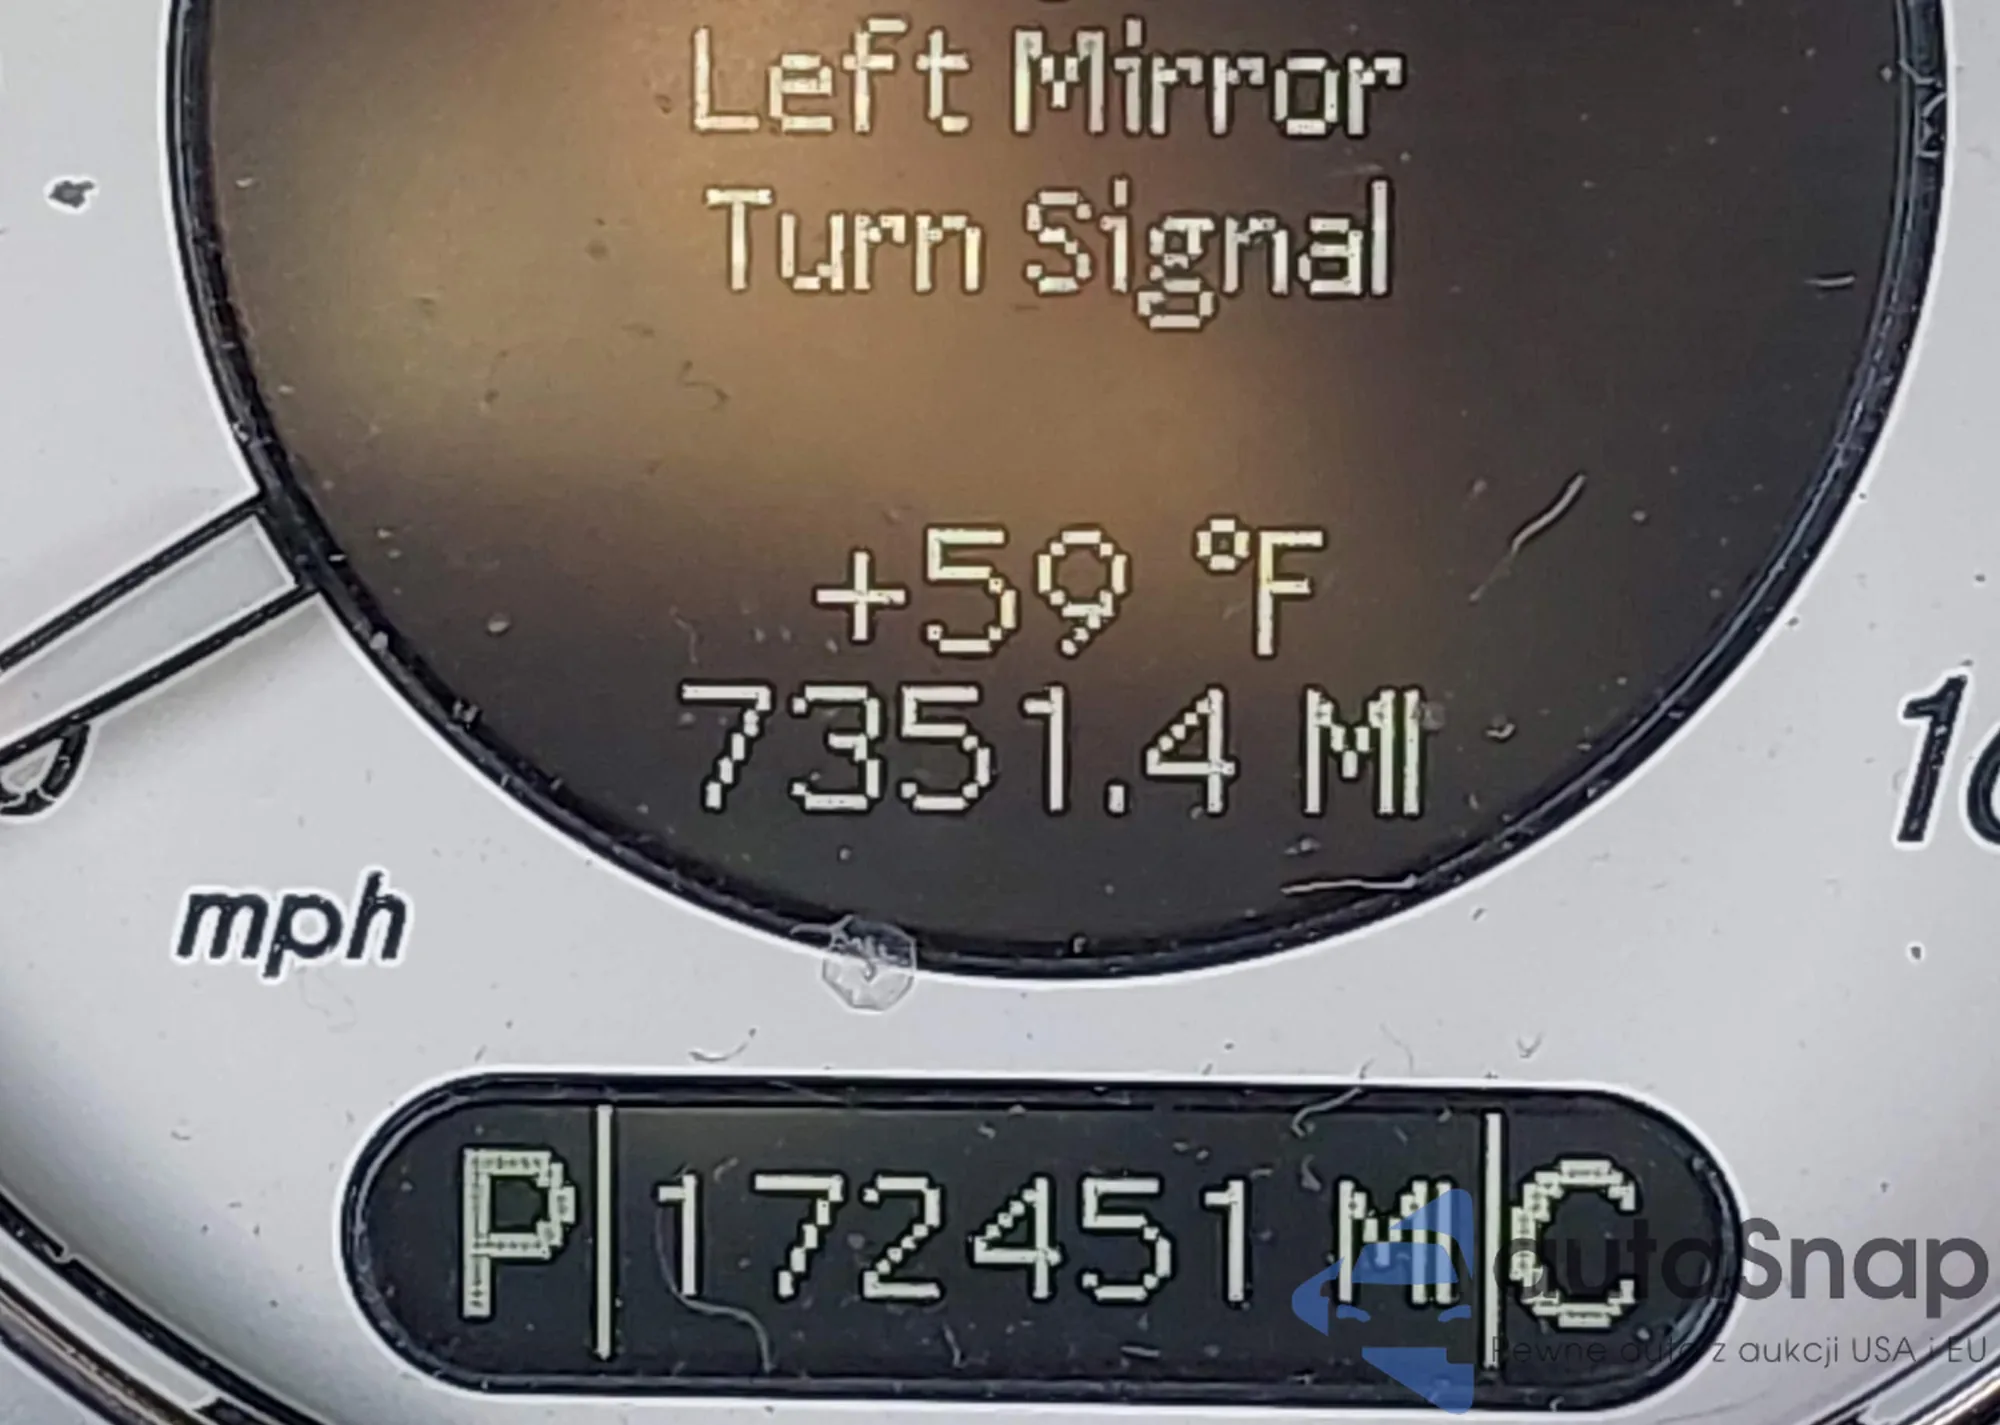 Left Mirror
Turn Signal
+59 °F
7351.4 MI
mph
P 172451 MI C
autoSnap
Pewne auta z aukcji USA i EU